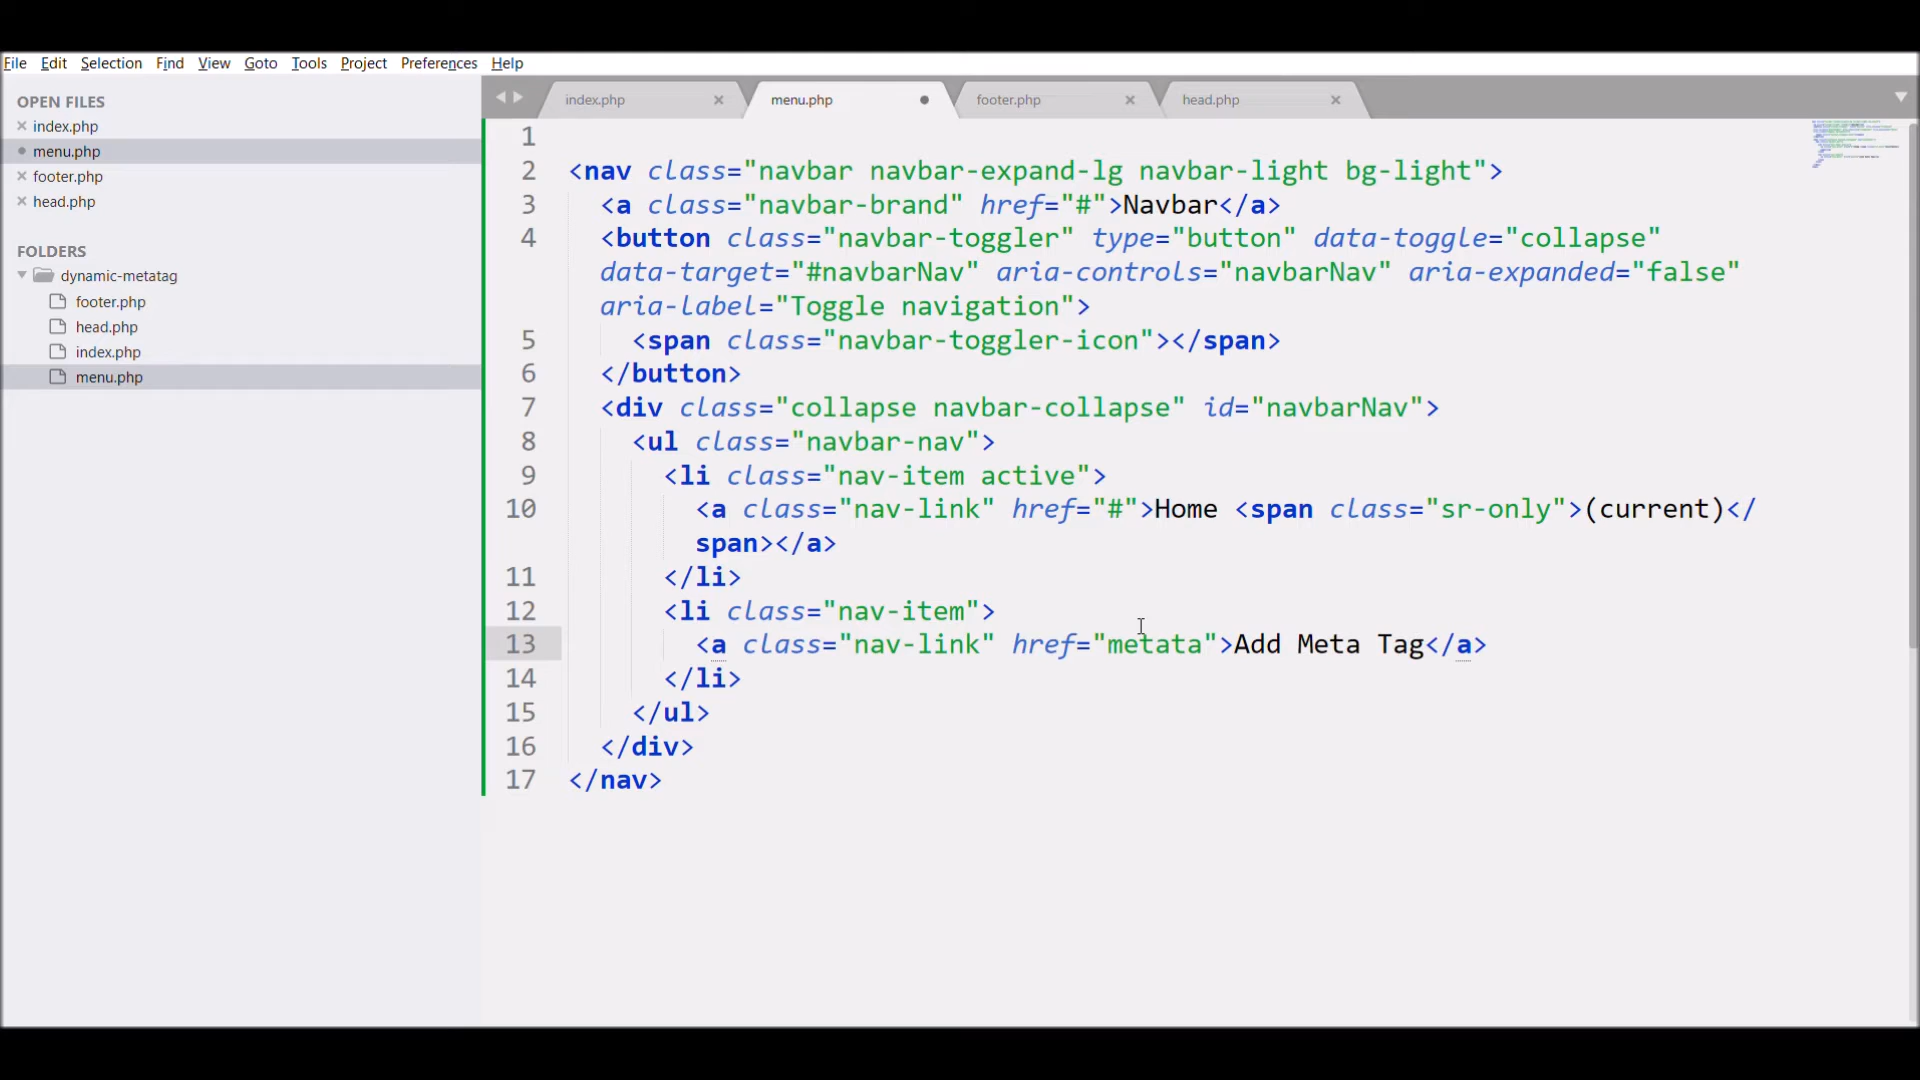 File Edit Selection Find View Goto Tools Project Preferences Help
OPEN FILES
index.php
menu.php
footer.php
head.php
FOLDERS
dynamic-metatag
footer.php
head.php
index.php
menu.php
index.php menu.php footer.php head.php
1
2 <nav class="navbar navbar-expand-lg navbar-light bg-light">
3 <a class="navbar-brand" href="#">Navbar</a>
4 <button class="navbar-toggler" type="button" data-toggle="collapse"
data-target="#navbarNav" aria-controls="navbarNav" aria-expanded="false"
aria-label="Toggle navigation">
5 <span class="navbar-toggler-icon"></span>
6 </button>
7 <div class="collapse navbar-collapse" id="navbarNav">
8 <ul class="navbar-nav">
9 <li class="nav-item active">
10 <a class="nav-link" href="#">Home <span class="sr-only">(current)</
span></a>
11 </li>
12 <li class="nav-item">
13 <a class="nav-link" href="metata">Add Meta Tag</a>
14 </li>
15 </ul>
16 </div>
17 </nav>